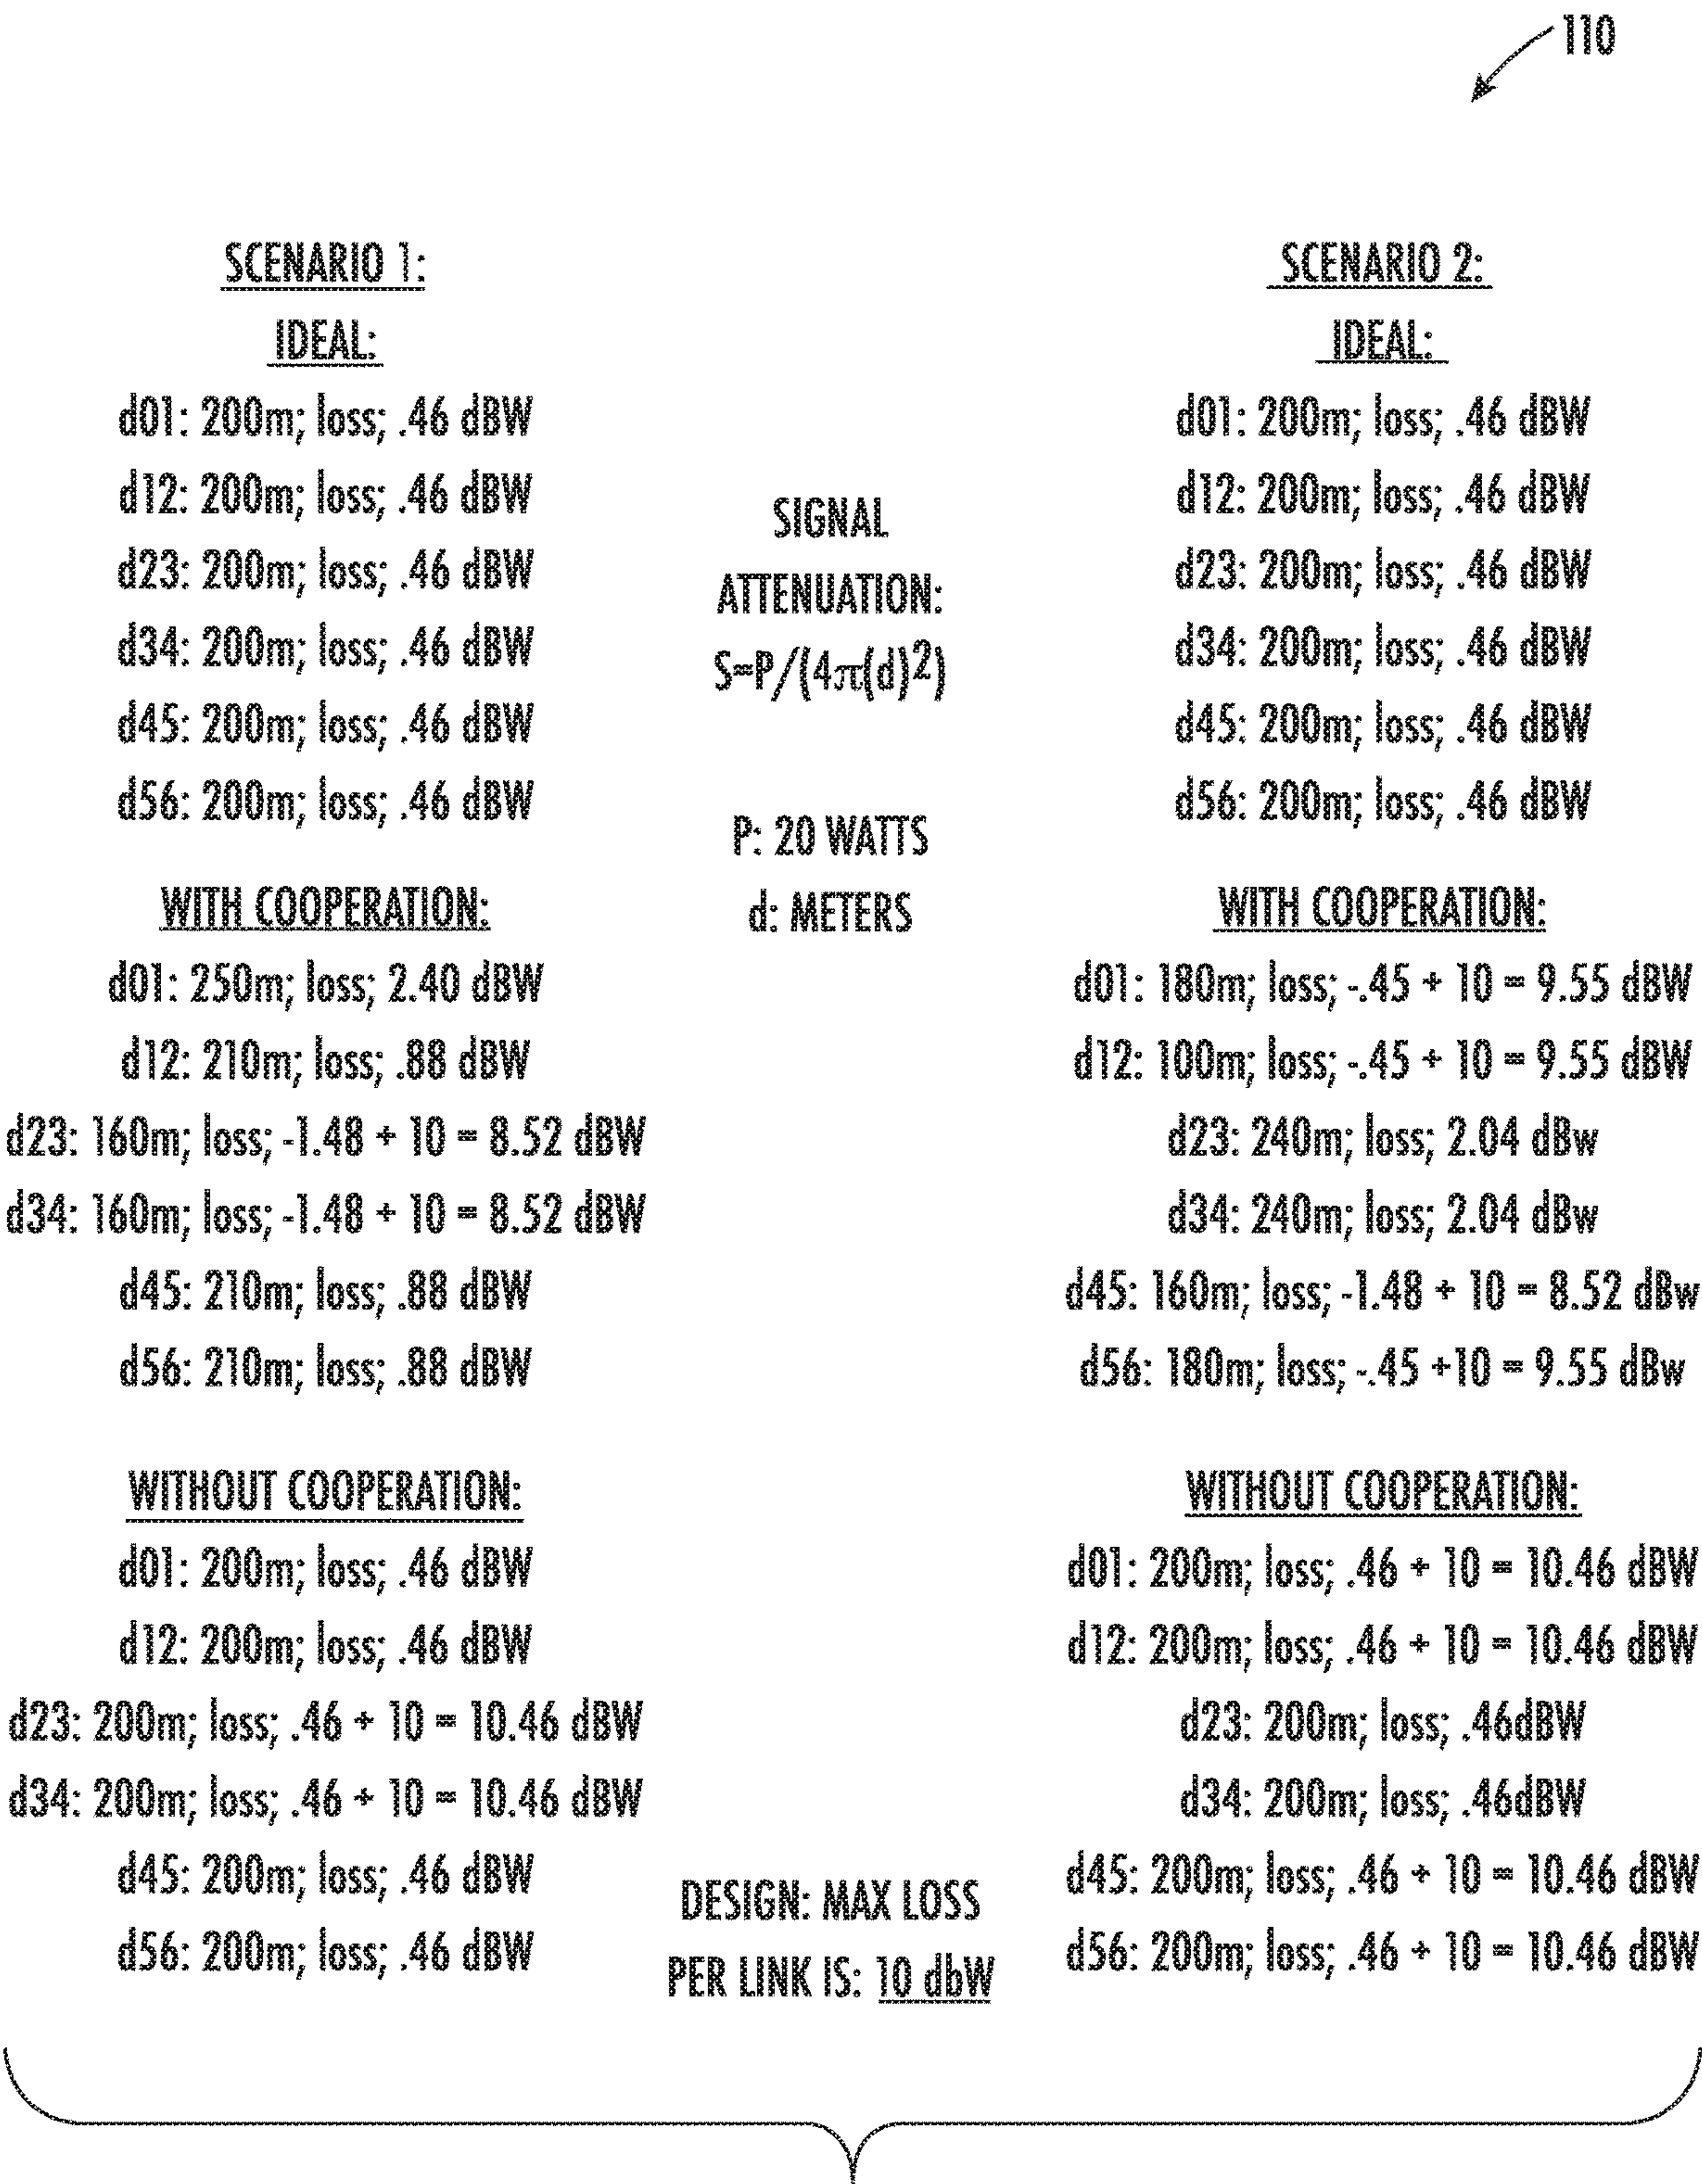 110
SCENARIO 1:
IDEAL:
d01: 200m; loss; .46 dBW
d12: 200m; loss; .46 dBW
d23: 200m; loss; .46 dBW
d34: 200m; loss; .46 dBW
d45: 200m; loss; .46 dBW
d56: 200m; loss; .46 dBW
WITH COOPERATION:
d01: 250m; loss; 2.40 dBW
d12: 210m; loss; .88 dBW
d23: 160m; loss; -1.48 + 10 = 8.52 dBW
d34: 160m; loss; -1.48 + 10 = 8.52 dBW
d45: 210m; loss; .88 dBW
d56: 210m; loss; .88 dBW
WITHOUT COOPERATION:
d01: 200m; loss; .46 dBW
d12: 200m; loss; .46 dBW
d23: 200m; loss; .46 + 10 = 10.46 dBW
d34: 200m; loss; .46 + 10 = 10.46 dBW
d45: 200m; loss; .46 dBW
d56: 200m; loss; .46 dBW
SIGNAL
ATTENUATION:
S=P/(4π(d)2)
P: 20 WATTS
d: METERS
DESIGN: MAX LOSS
PER LINK IS: 10 dbW
SCENARIO 2:
IDEAL:
d01: 200m; loss; .46 dBW
d12: 200m; loss; .46 dBW
d23: 200m; loss; .46 dBW
d34: 200m; loss; .46 dBW
d45: 200m; loss; .46 dBW
d56: 200m; loss; .46 dBW
WITH COOPERATION:
d01: 180m; loss; -.45 + 10 = 9.55 dBW
d12: 100m; loss; -.45 + 10 = 9.55 dBW
d23: 240m; loss; 2.04 dBw
d34: 240m; loss; 2.04 dBw
d45: 160m; loss; -1.48 + 10 = 8.52 dBw
d56: 180m; loss; -.45 +10 = 9.55 dBw
WITHOUT COOPERATION:
d01: 200m; loss; .46 + 10 = 10.46 dBW
d12: 200m; loss; .46 + 10 = 10.46 dBW
d23: 200m; loss; .46dBW
d34: 200m; loss; .46dBW
d45: 200m; loss; .46 + 10 = 10.46 dBW
d56: 200m; loss; .46 + 10 = 10.46 dBW